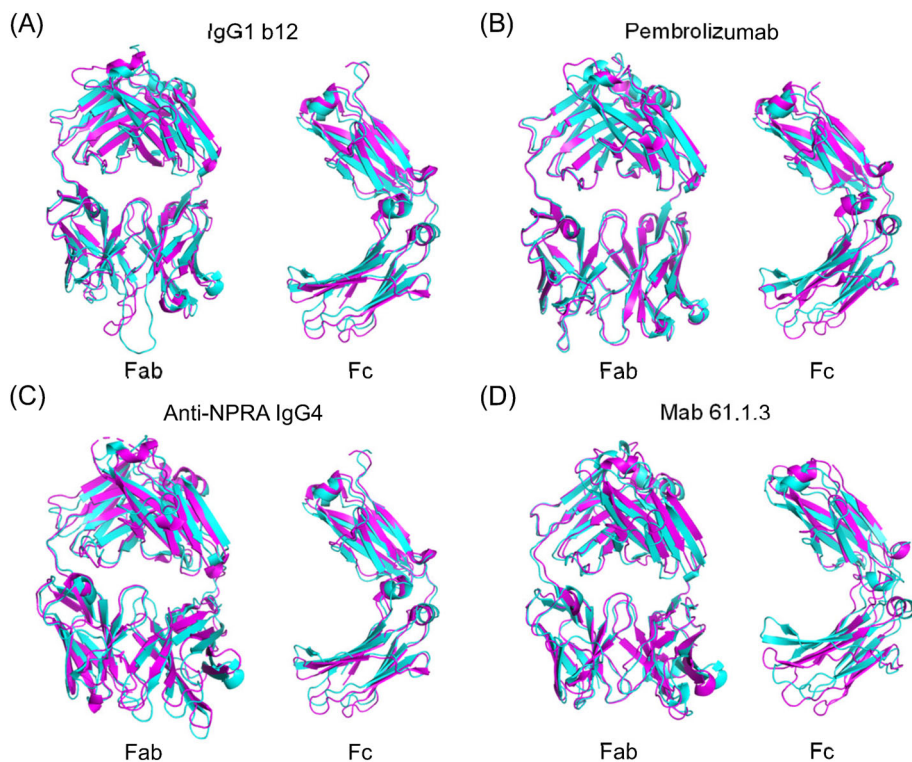 (A) IgG1 b12
Fab Fc
(B) Pembrolizumab
Fab Fc
(C) Anti-NPRA IgG4
Fab Fc
(D) Mab 61.1.3
Fab Fc